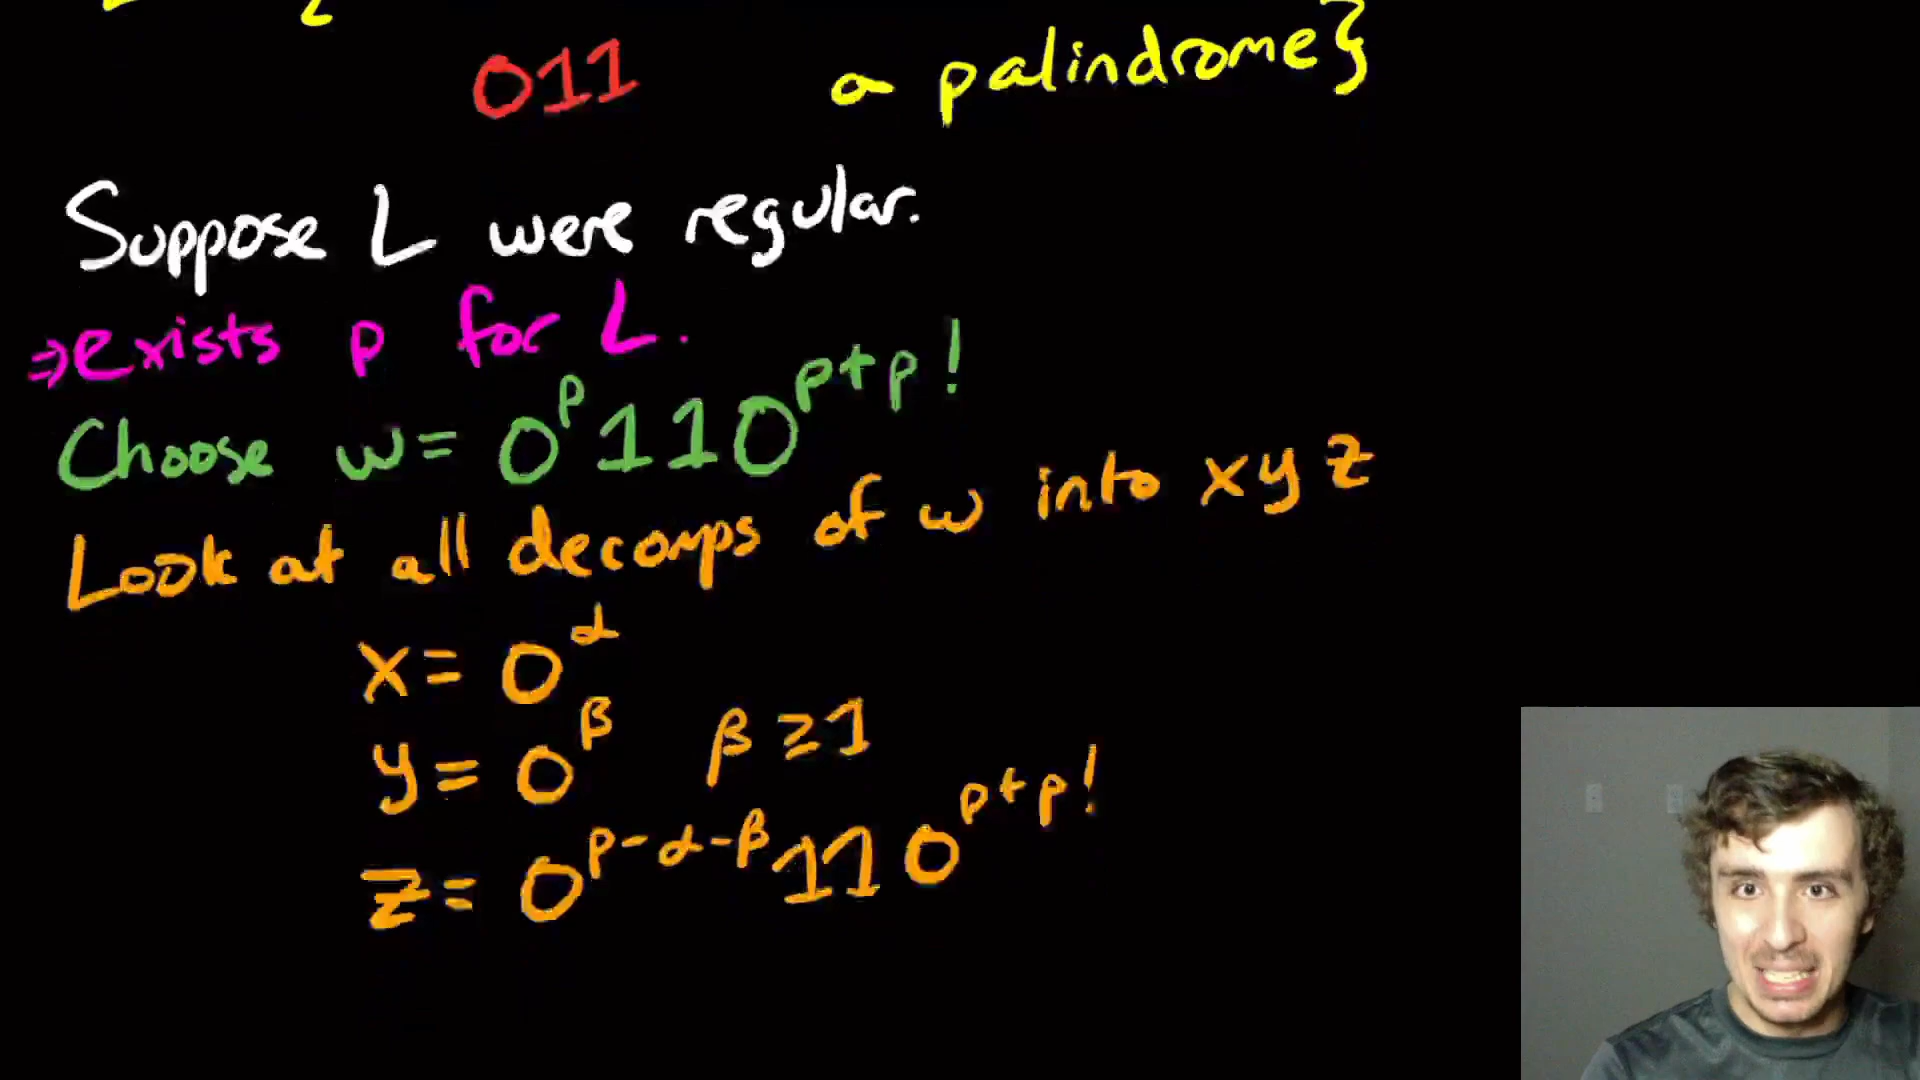 011 a palindrome}
Suppose L were regular.
⇒exists p for L.
Choose w= 0^p 110^{p+p!}
Look at all decomps of w into xyz
x= 0^α
y= 0^β β≥1
z= 0^{p-α-β} 110^{p+p!}